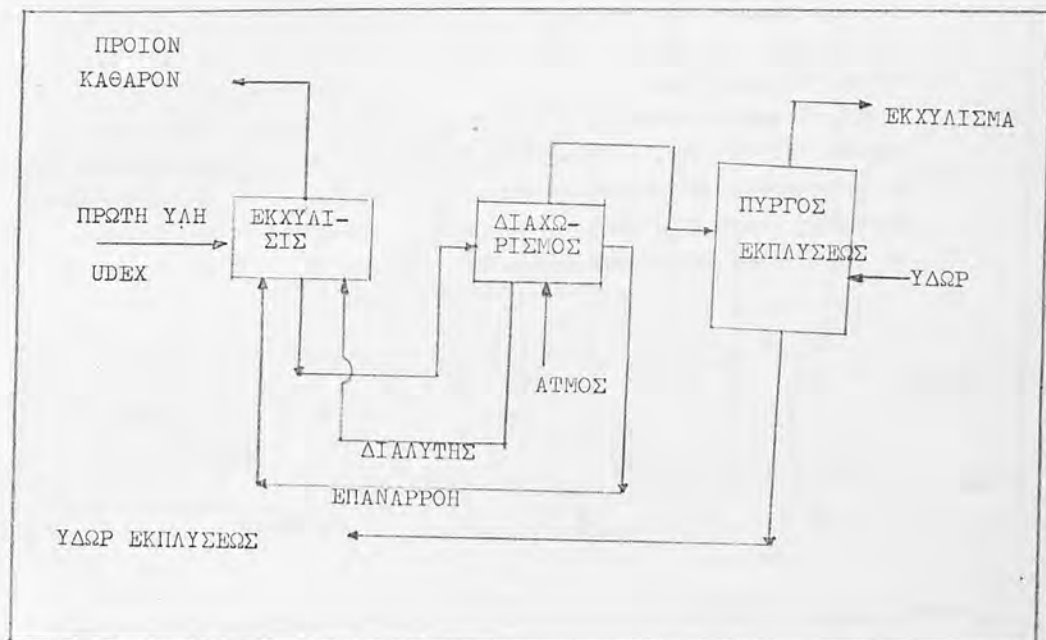 ΠΡΟΙΟΝ
ΚΑΘΑΡΟΝ
ΕΚΧΥΛΙΣΜΑ
ΠΡΩΤΗ ΥΛΗ
UDEX
ΕΚΧΥΛΙ-
ΣΙΣ
ΔΙΑΧΩ-
ΡΙΣΜΟΣ
ΠΥΡΓΟΣ
ΕΚΠΛΥΣΕΩΣ
ΥΔΩΡ
ΑΤΜΟΣ
ΔΙΑΛΥΤΗΣ
ΕΠΑΝΑΡΡΟΗ
ΥΔΩΡ ΕΚΠΛΥΣΕΩΣ